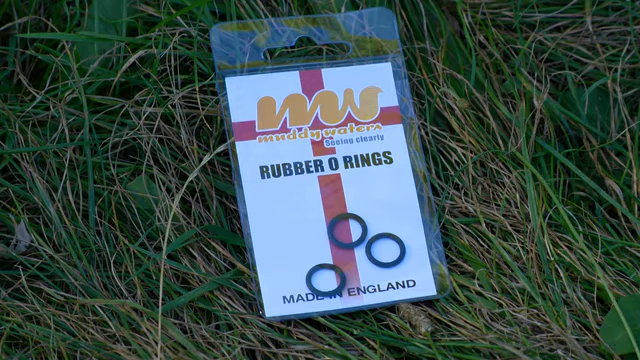 mw
muddy waters
Seeing clearly
RUBBER O RINGS
MADE IN ENGLAND